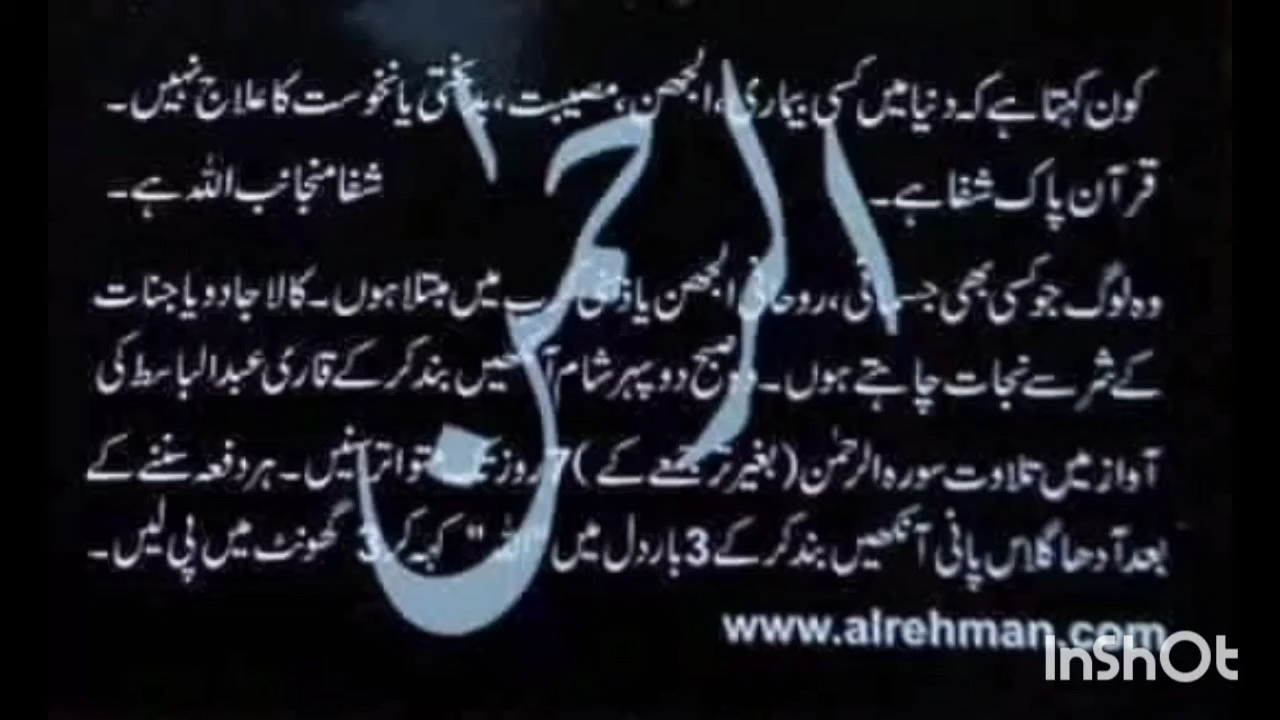 کون کہتا ہے کہ دنیا میں کسی بیماری، الجھن، مصیبت، بدبختی یا نحوست کا علاج نہیں۔
قرآن پاک شفا ہے۔ شفا منجانب اللہ ہے۔
وہ لوگ جو کسی بھی جسمانی، روحانی الجھن یا ذہنی کرب میں مبتلا ہوں۔ کالا جادو یا جنات
کے شر سے نجات چاہتے ہوں۔ وہ صبح دوپہر شام آنکھیں بند کر کے قاری عبدالباسط کی
آواز میں تلاوت سورہ الرحمٰن (بغیر ترجمے کے) 7 روز تک متواتر سنیں۔ ہر دفعہ سننے کے
بعد آدھا گلاس پانی آنکھیں بند کر کے 3 بار دل میں "اللہ" کہہ کر 3 گھونٹ میں پی لیں۔
الرحمٰن
www.alrehman.com
InShOt